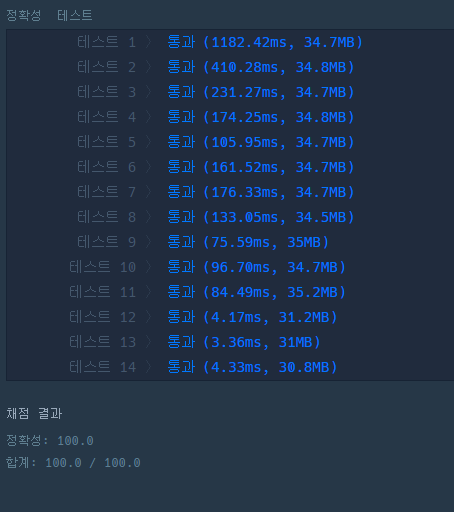 정확성 테스트
테스트 1 〉 통과 (1182.42ms, 34.7MB)
테스트 2 〉 통과 (410.28ms, 34.8MB)
테스트 3 〉 통과 (231.27ms, 34.7MB)
테스트 4 〉 통과 (174.25ms, 34.8MB)
테스트 5 〉 통과 (105.95ms, 34.7MB)
테스트 6 〉 통과 (161.52ms, 34.7MB)
테스트 7 〉 통과 (176.33ms, 34.7MB)
테스트 8 〉 통과 (133.05ms, 34.5MB)
테스트 9 〉 통과 (75.59ms, 35MB)
테스트 10 〉 통과 (96.70ms, 34.7MB)
테스트 11 〉 통과 (84.49ms, 35.2MB)
테스트 12 〉 통과 (4.17ms, 31.2MB)
테스트 13 〉 통과 (3.36ms, 31MB)
테스트 14 〉 통과 (4.33ms, 30.8MB)
채점 결과
정확성: 100.0
합계: 100.0 / 100.0